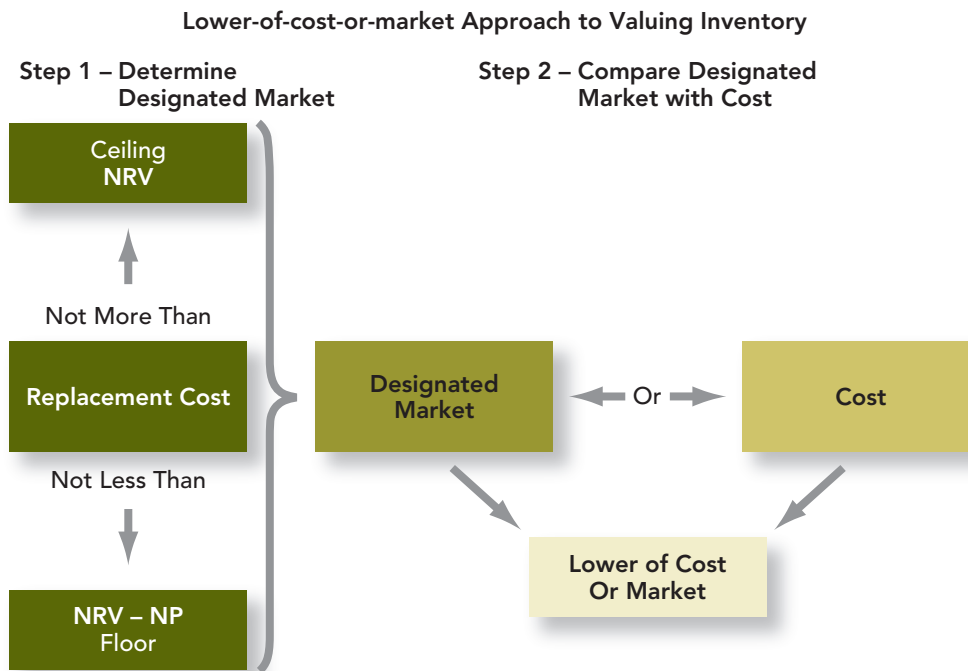 Lower-of-cost-or-market Approach to Valuing Inventory
Step 1 – Determine
Designated Market
Step 2 – Compare Designated
Market with Cost
Ceiling
NRV
Not More Than
Replacement Cost
Not Less Than
NRV – NP
Floor
Designated
Market
Or
Cost
Lower of Cost
Or Market